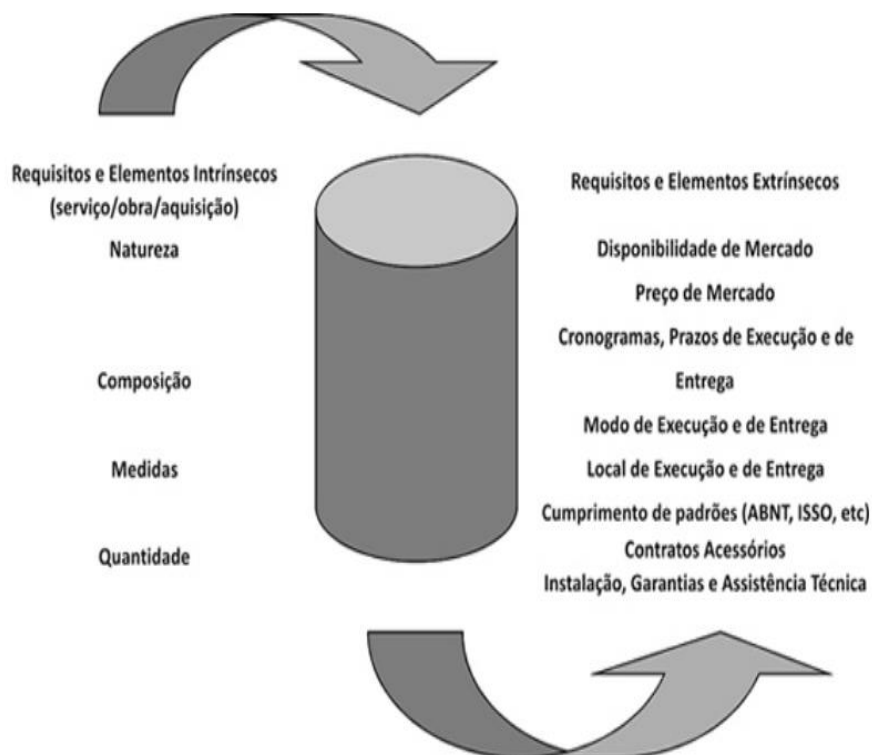 Requisitos e Elementos Intrínsecos
(serviço/obra/aquisição)
Natureza
Composição
Medidas
Quantidade
Requisitos e Elementos Extrínsecos
Disponibilidade de Mercado
Preço de Mercado
Cronogramas, Prazos de Execução e de
Entrega
Modo de Execução e de Entrega
Local de Execução e de Entrega
Cumprimento de padrões (ABNT, ISSO, etc)
Contratos Acessórios
Instalação, Garantias e Assistência Técnica